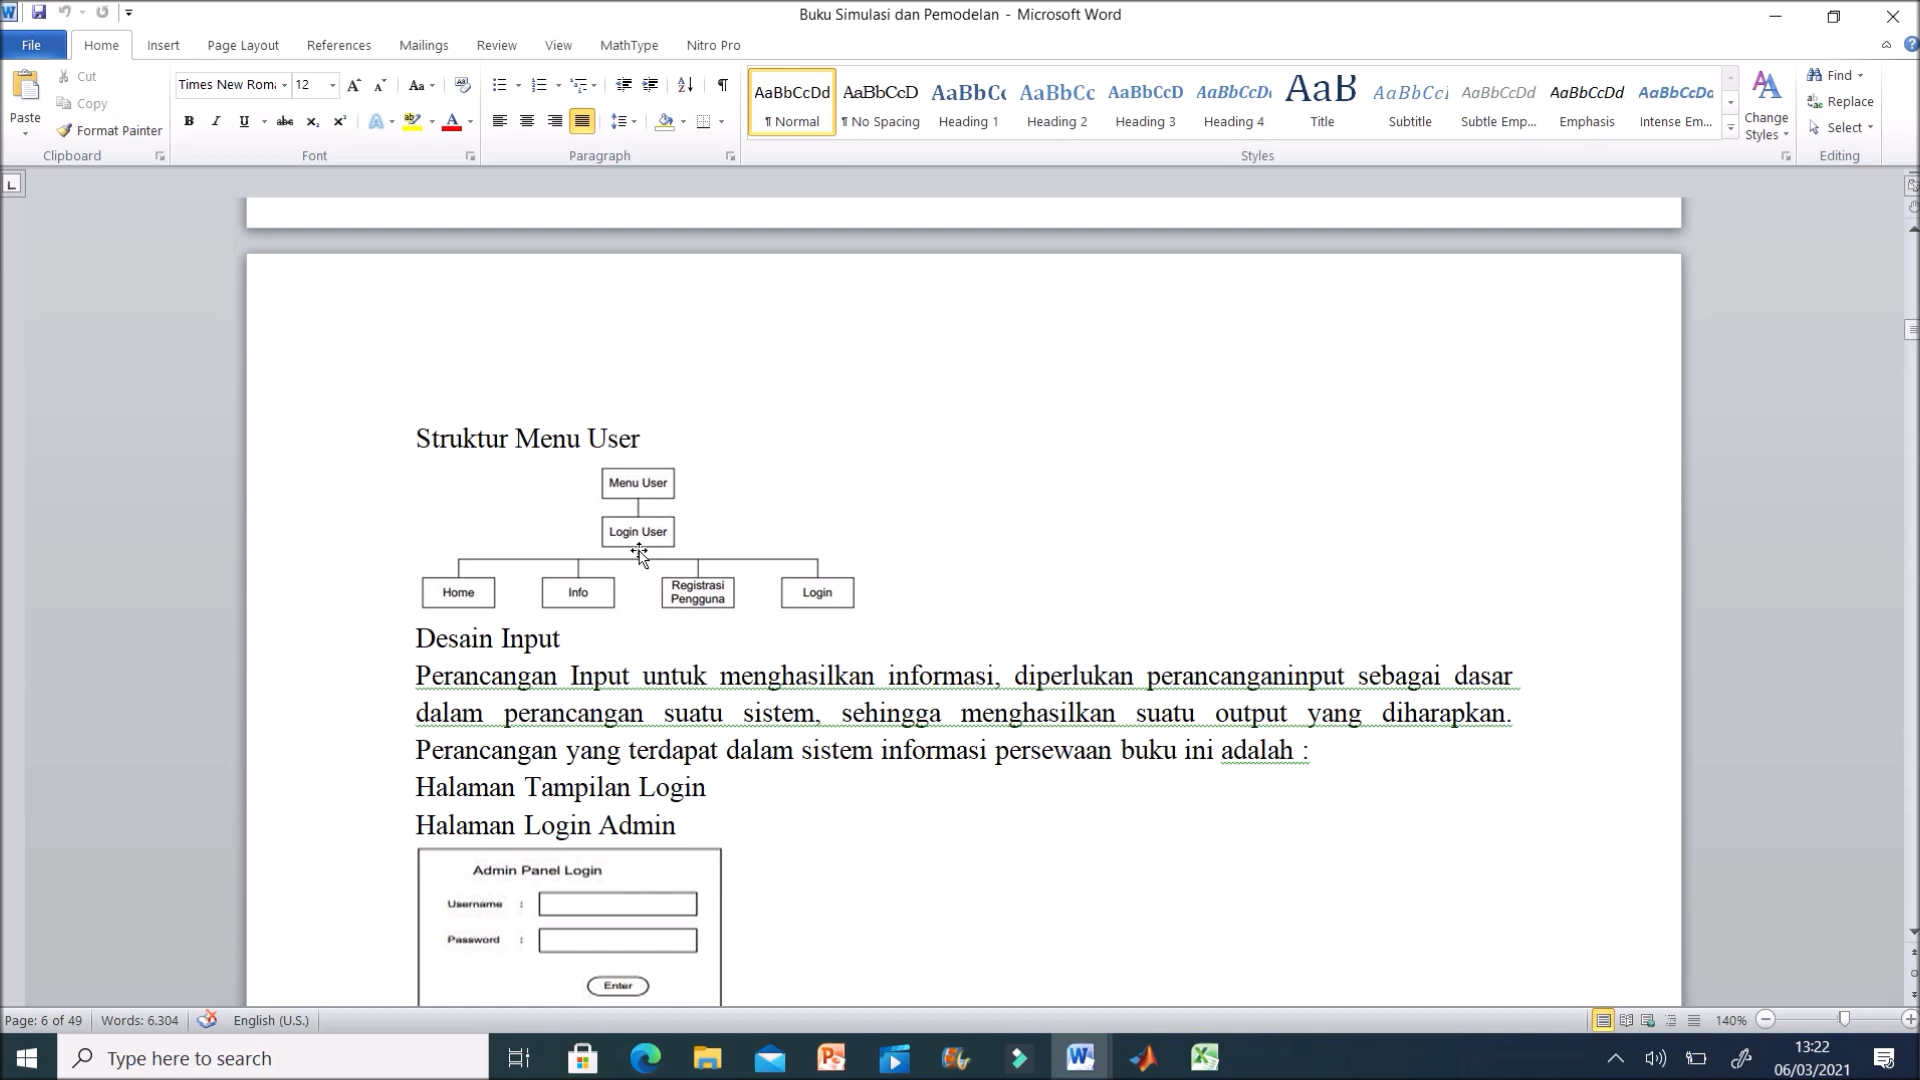 Buku Simulasi dan Pemodelan - Microsoft Word
File Home Insert Page Layout References Mailings Review View MathType Nitro Pro
Paste
Cut
Copy
Format Painter
Clipboard
Times New Rom: 12
Font
Paragraph
AaBbCcDd AaBbCcD AaBbCc AaBbCc AaBbCcD AaBbCcDd AaB AaBbCcI AaBbCcDd AaBbCcDd AaBbCcDd
¶ Normal ¶ No Spacing Heading 1 Heading 2 Heading 3 Heading 4 Title Subtitle Subtle Emp... Emphasis Intense Em...
Styles
Change
Styles
Find
Replace
Select
Editing
Struktur Menu User
Menu User
Login User
Home Info Registrasi Pengguna Login
Desain Input
Perancangan Input untuk menghasilkan informasi, diperlukan perancanganinput sebagai dasar
dalam perancangan suatu sistem, sehingga menghasilkan suatu output yang diharapkan.
Perancangan yang terdapat dalam sistem informasi persewaan buku ini adalah :
Halaman Tampilan Login
Halaman Login Admin
Admin Panel Login
Username :
Password :
Enter
Page: 6 of 49 Words: 6.304 English (U.S.) 140%
Type here to search
13:22
06/03/2021